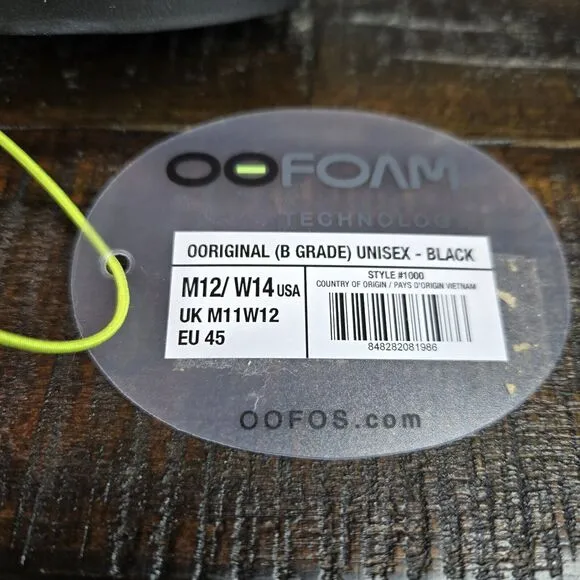 OOFOAM
TECHNOLOGY
OORIGINAL (B GRADE) UNISEX - BLACK
M12/ W14 USA
UK M11W12
EU 45
STYLE #1000
COUNTRY OF ORIGIN / PAYS D'ORIGIN VIETNAM
848282081986
OOFOS.com